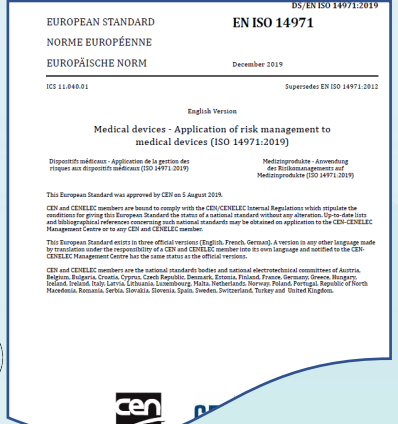 DS/EN ISO 14971:2019
EUROPEAN STANDARD
EN ISO 14971
NORME EUROPÉENNE
EUROPÄISCHE NORM
December 2019
ICS 11.040.01
Supersedes EN ISO 14971:2012
English Version
Medical devices - Application of risk management to
medical devices (ISO 14971:2019)
Dispositifs médicaux - Application de la gestion des
risques aux dispositifs médicaux (ISO 14971:2019)
Medizinprodukte - Anwendung
des Risikomanagements auf
Medizinprodukte (ISO 14971:2019)
This European Standard was approved by CEN on 5 August 2019.
CEN and CENELEC members are bound to comply with the CEN/CENELEC Internal Regulations which stipulate the
conditions for giving this European Standard the status of a national standard without any alteration. Up-to-date lists
and bibliographical references concerning such national standards may be obtained on application to the CEN-CENELEC
Management Centre or to any CEN and CENELEC member.
This European Standard exists in three official versions (English, French, German). A version in any other language made
by translation under the responsibility of a CEN and CENELEC member into its own language and notified to the CEN-
CENELEC Management Centre has the same status as the official versions.
CEN and CENELEC members are the national standards bodies and national electrotechnical committees of Austria,
Belgium, Bulgaria, Croatia, Cyprus, Czech Republic, Denmark, Estonia, Finland, France, Germany, Greece, Hungary,
Iceland, Ireland, Italy, Latvia, Lithuania, Luxembourg, Malta, Netherlands, Norway, Poland, Portugal, Republic of North
Macedonia, Romania, Serbia, Slovakia, Slovenia, Spain, Sweden, Switzerland, Turkey and United Kingdom.
cen